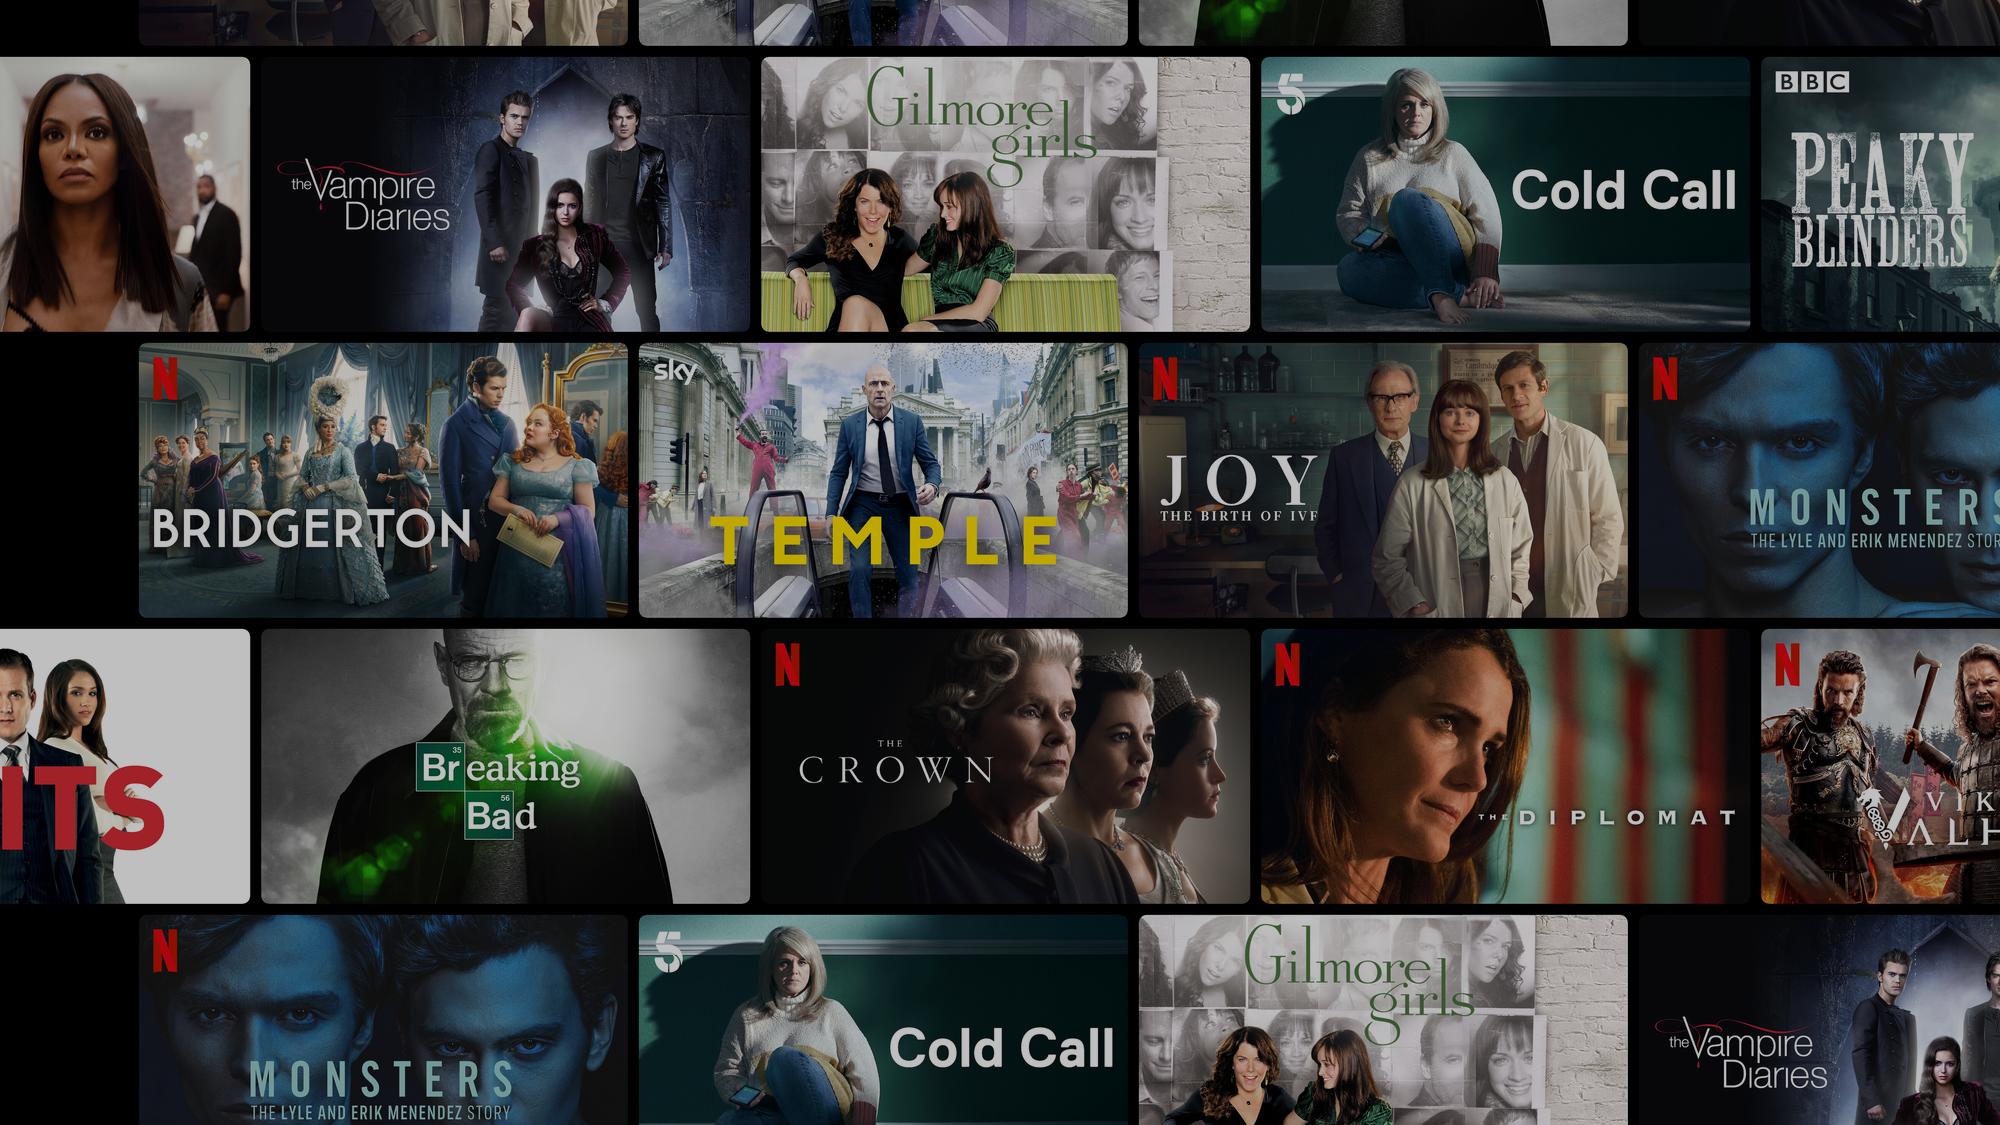 Gilmore
girls
5
Cold Call
BBC
PEAKY
BLINDERS
the Vampire
Diaries
N
BRIDGERTON
sky
TEMPLE
N
JOY
THE BIRTH OF IVF
N
MONSTERS
THE LYLE AND ERIK MENENDEZ STOR
ITS
35
Breaking
56
Bad
N
THE
CROWN
N
THE DIPLOMAT
N
VIK
VALH
N
MONSTERS
THE LYLE AND ERIK MENENDEZ STORY
5
Cold Call
Gilmore
girls
the Vampire
Diaries